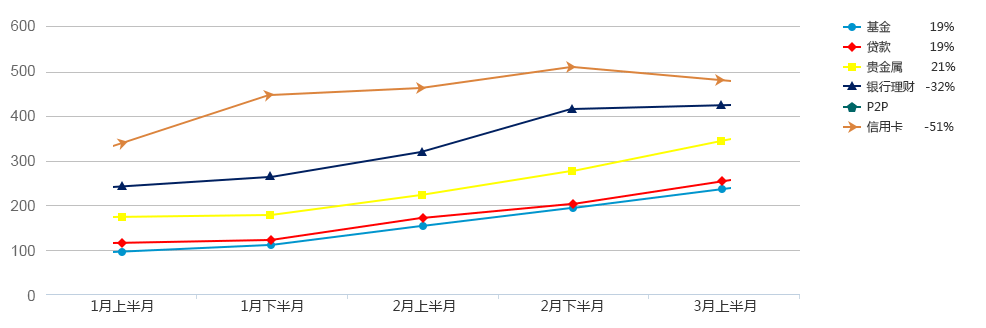 600
500
400
300
200
100
0
1月上半月 1月下半月 2月上半月 2月下半月 3月上半月
基金 19%
贷款 19%
贵金属 21%
银行理财 -32%
P2P
信用卡 -51%